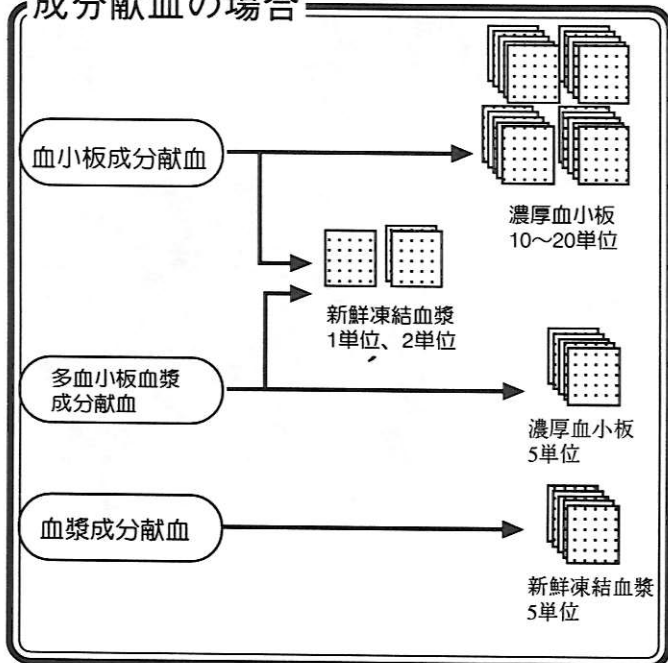 成分献血の場合
血小板成分献血
濃厚血小板
10〜20単位
新鮮凍結血漿
1単位、2単位
多血小板血漿
成分献血
濃厚血小板
5単位
血漿成分献血
新鮮凍結血漿
5単位